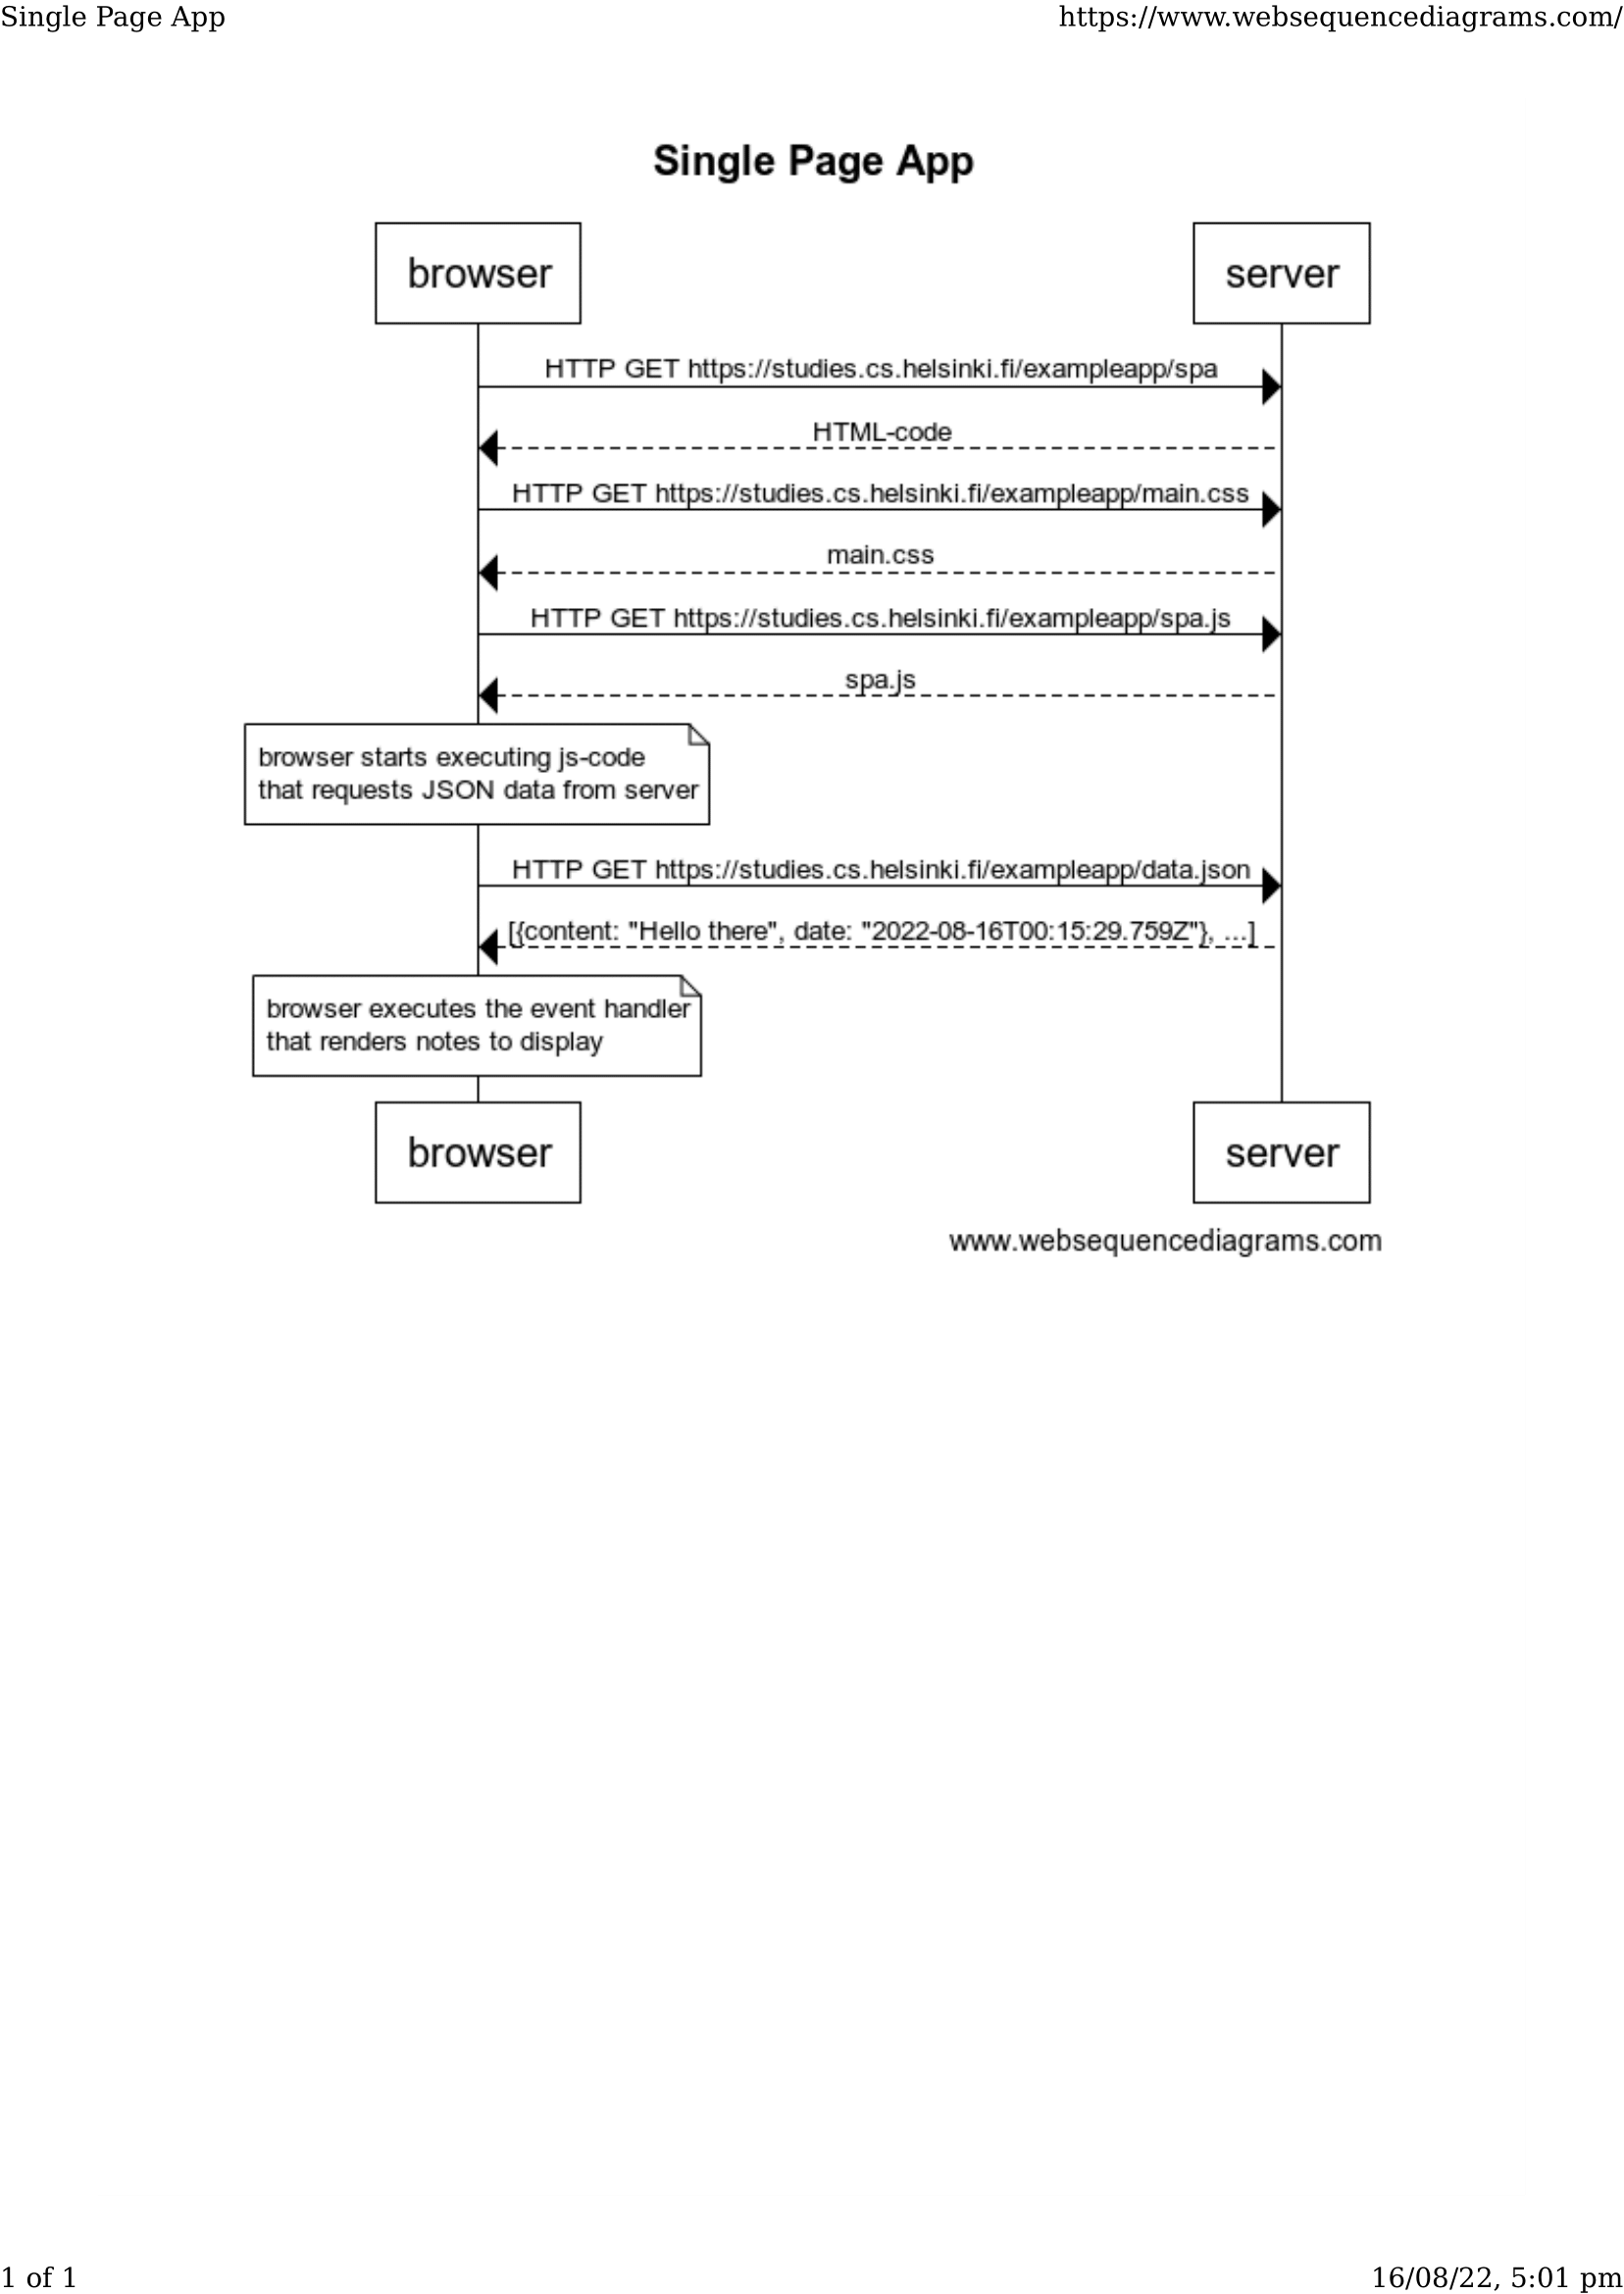 Single Page App
https://www.websequencediagrams.com/
Single Page App
browser
server
HTTP GET https://studies.cs.helsinki.fi/exampleapp/spa
HTML-code
HTTP GET https://studies.cs.helsinki.fi/exampleapp/main.css
main.css
HTTP GET https://studies.cs.helsinki.fi/exampleapp/spa.js
spa.js
browser starts executing js-code
that requests JSON data from server
HTTP GET https://studies.cs.helsinki.fi/exampleapp/data.json
[{content: "Hello there", date: "2022-08-16T00:15:29.759Z"}, ...]
browser executes the event handler
that renders notes to display
browser
server
www.websequencediagrams.com
1 of 1
16/08/22, 5:01 pm